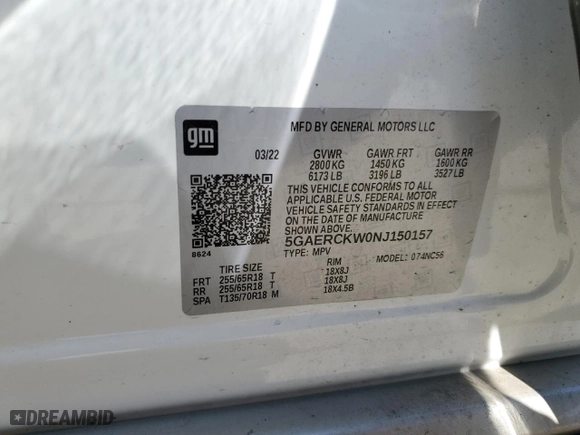 gm
MFD BY GENERAL MOTORS LLC
03/22 GVWR GAWR FRT GAWR RR
2800 KG 1450 KG 1600 KG
6173 LB 3196 LB 3527 LB
THIS VEHICLE CONFORMS TO ALL
APPLICABLE U.S. FEDERAL MOTOR
VEHICLE SAFETY STANDARDS IN EFFECT
ON THE DATE OF MANUFACTURE
SHOWN ABOVE.
5GAERCKW0NJ150157
8624 TYPE: MPV MODEL: 074NC56
TIRE SIZE RIM
FRT 255/65R18 T 18X8J
RR 255/65R18 T 18X8J
SPA T135/70R18 M 18X4.5B
DREAMBID